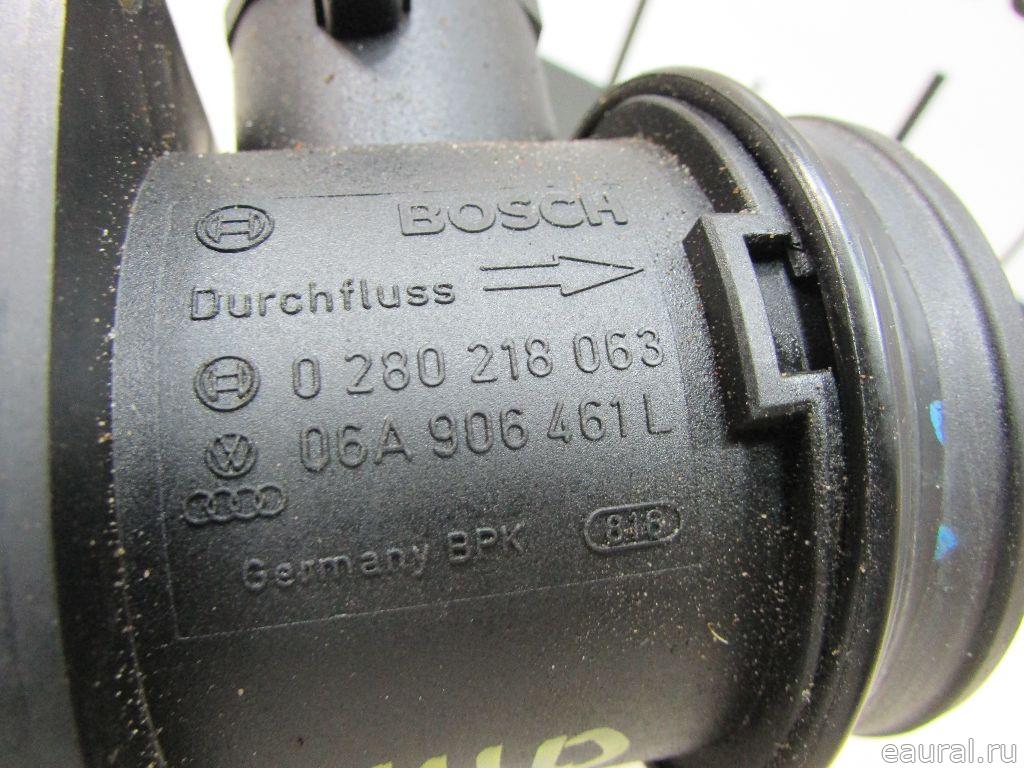 BOSCH
Durchfluss
0 280 218 063
06A 906 461 L
Germany BPK 816
eaural.ru